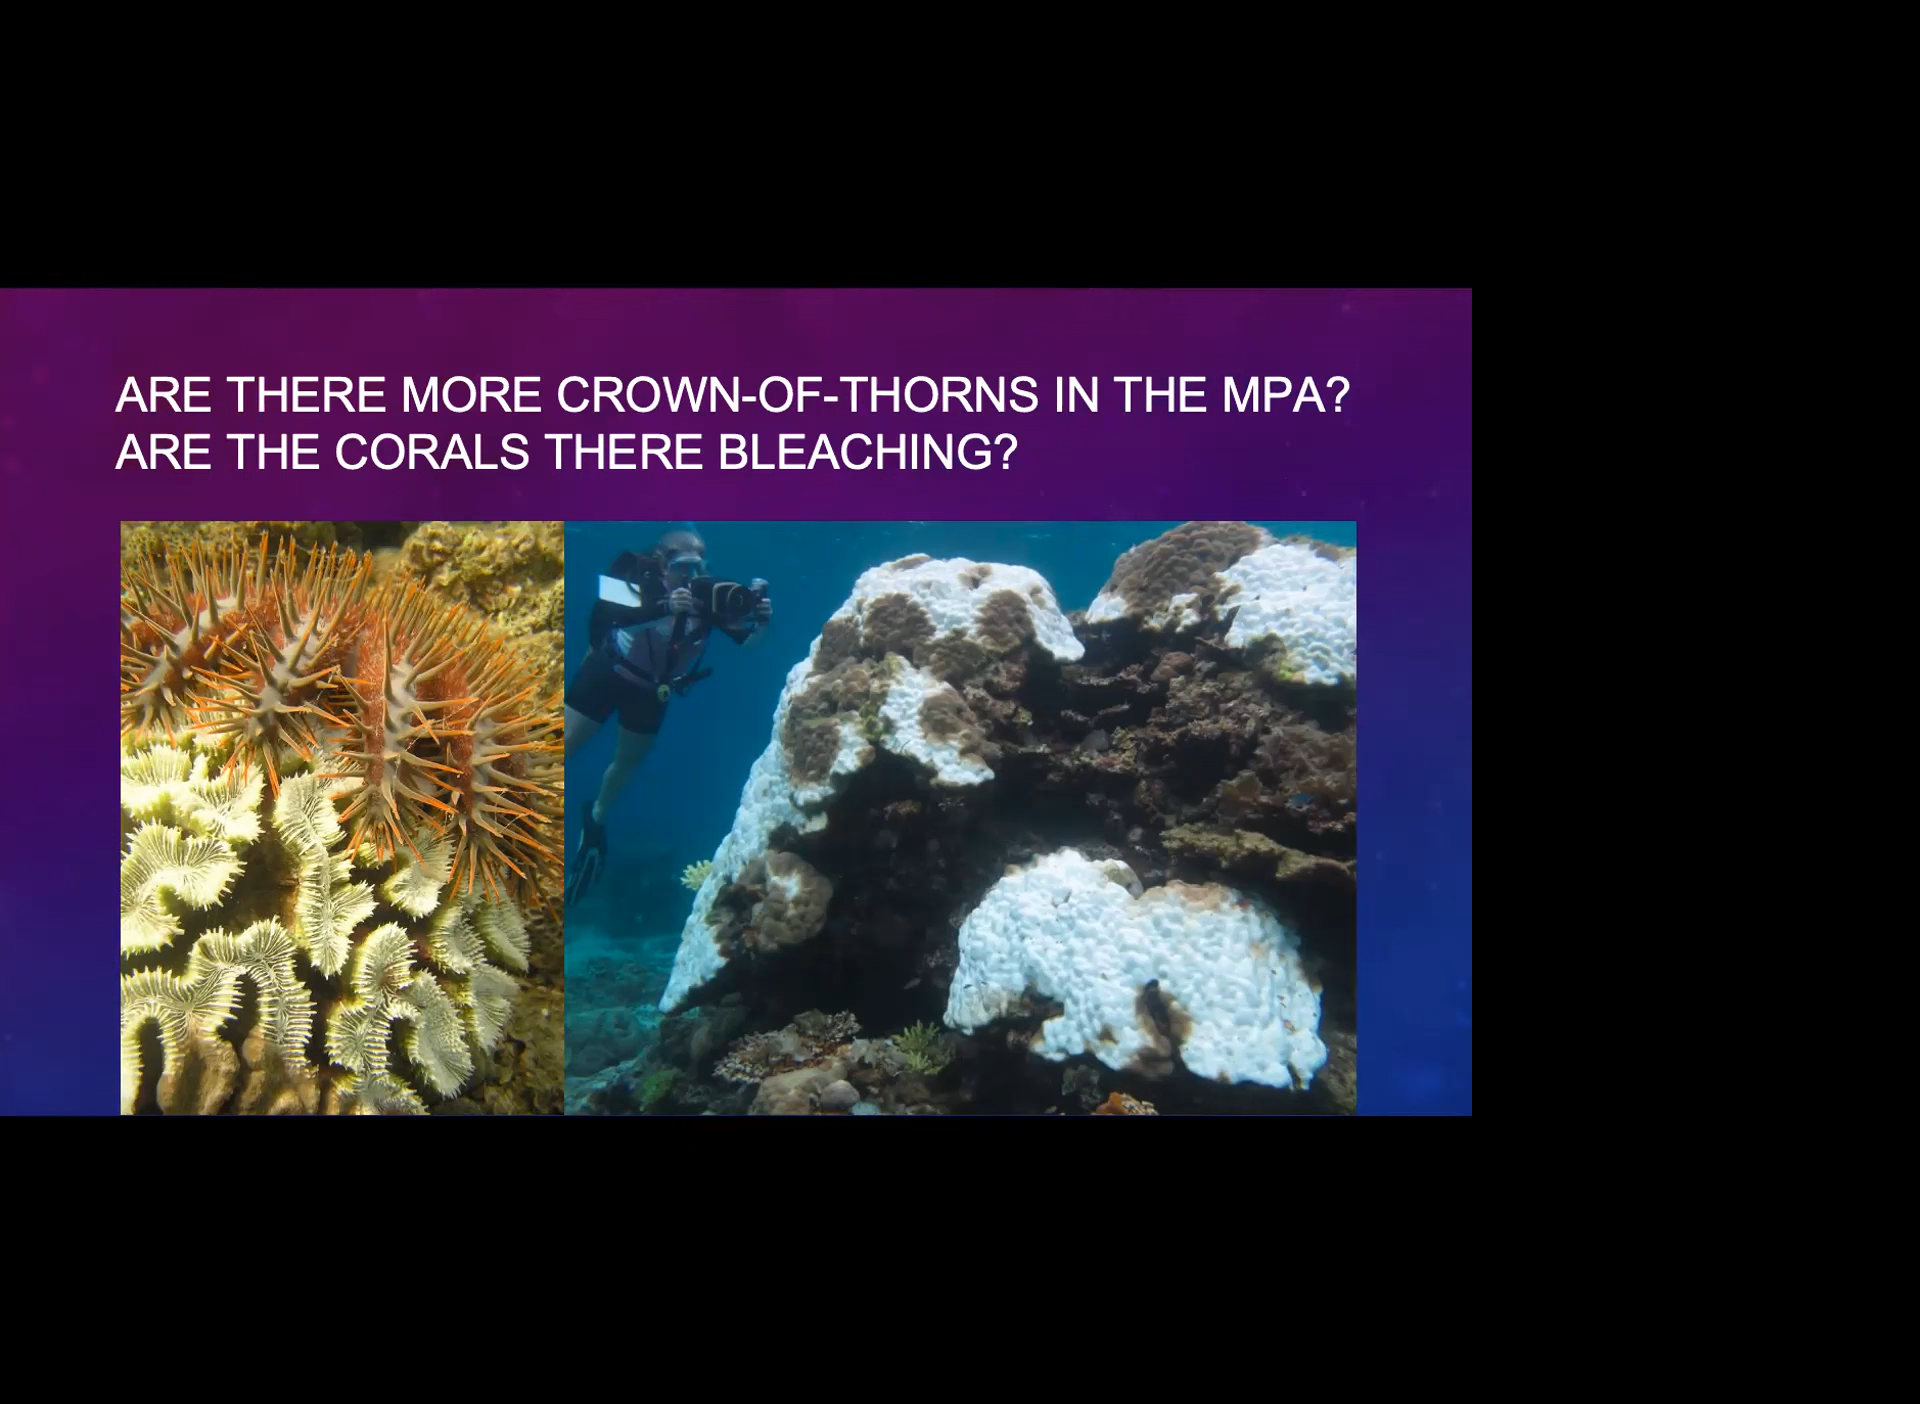 ARE THERE MORE CROWN-OF-THORNS IN THE MPA?
ARE THE CORALS THERE BLEACHING?